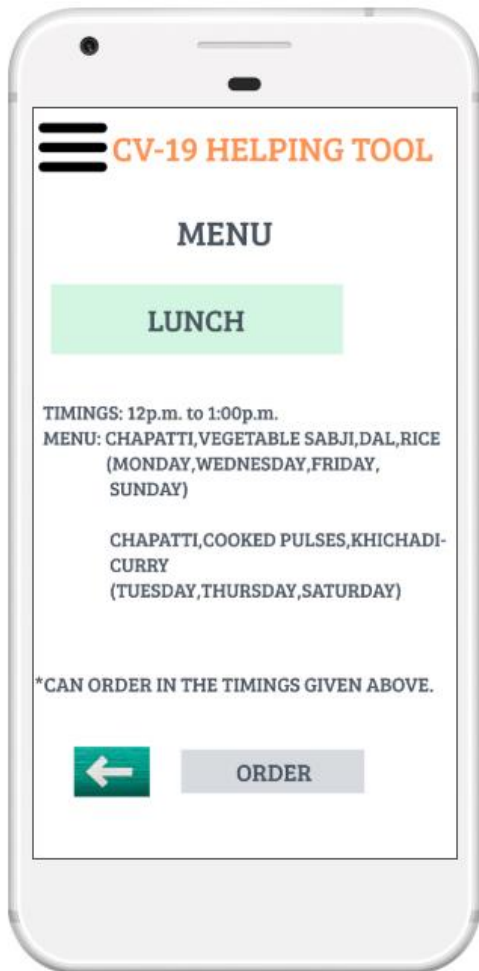 CV-19 HELPING TOOL
MENU
LUNCH
TIMINGS: 12p.m. to 1:00p.m.
MENU: CHAPATTI,VEGETABLE SABJI,DAL,RICE
(MONDAY,WEDNESDAY,FRIDAY,
SUNDAY)
CHAPATTI,COOKED PULSES,KHICHADI-
CURRY
(TUESDAY,THURSDAY,SATURDAY)
*CAN ORDER IN THE TIMINGS GIVEN ABOVE.
ORDER